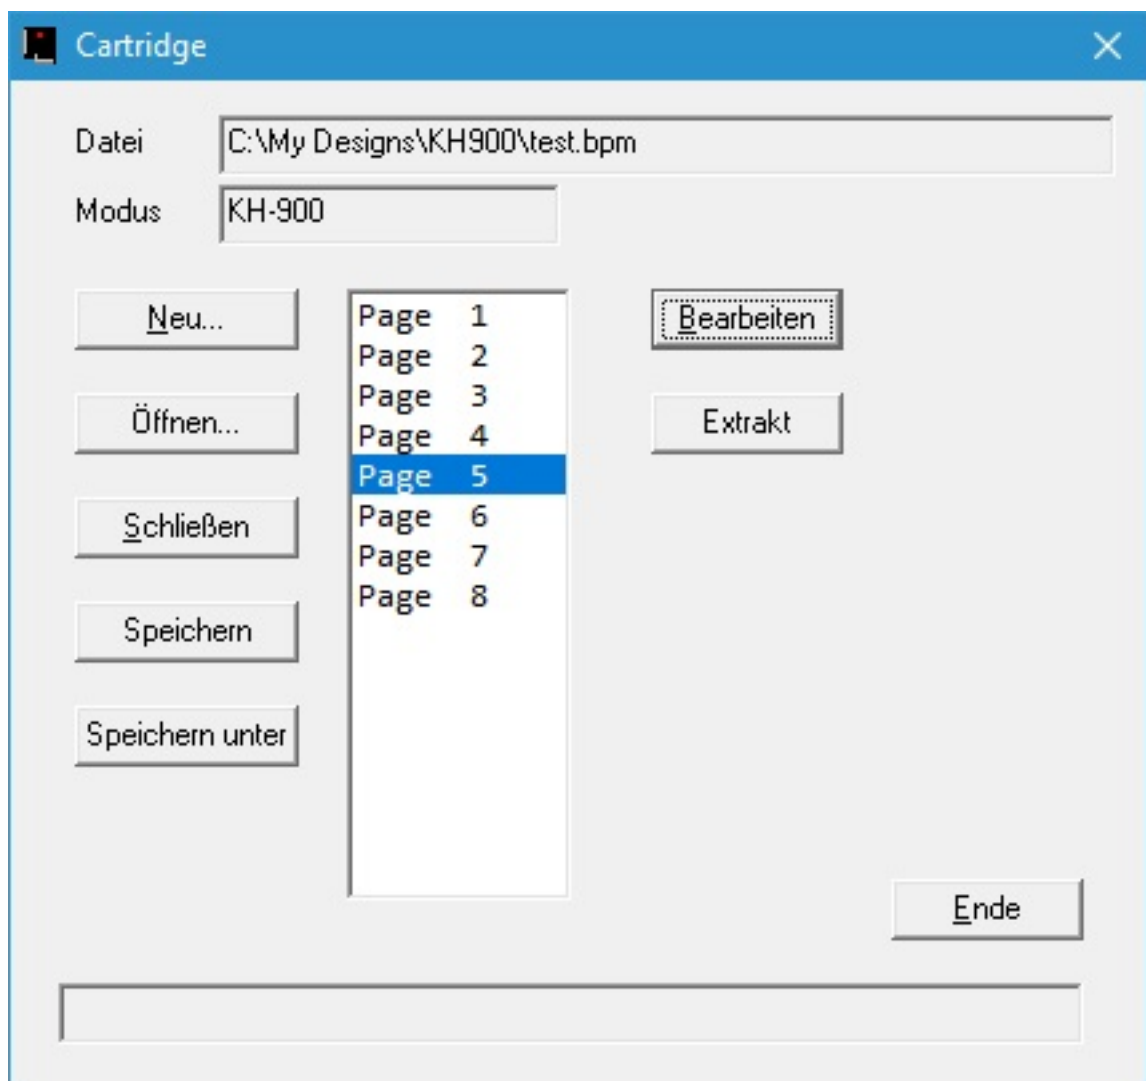 Cartridge
Datei C:\My Designs\KH900\test.bpm
Modus KH-900
Neu...
Öffnen...
Schließen
Speichern
Speichern unter
Page 1
Page 2
Page 3
Page 4
Page 5
Page 6
Page 7
Page 8
Bearbeiten
Extrakt
Ende